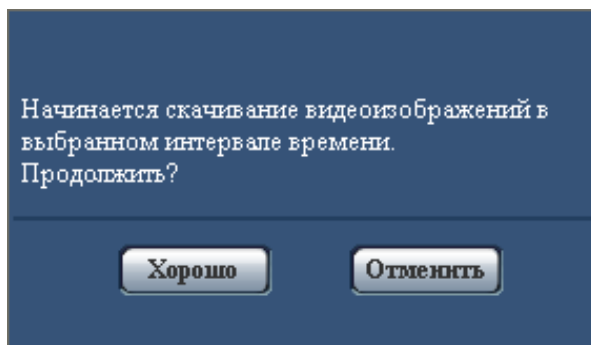 Начинается скачивание видеоизображений в
выбранном интервале времени.
Продолжить?
Хорошо
Отменить